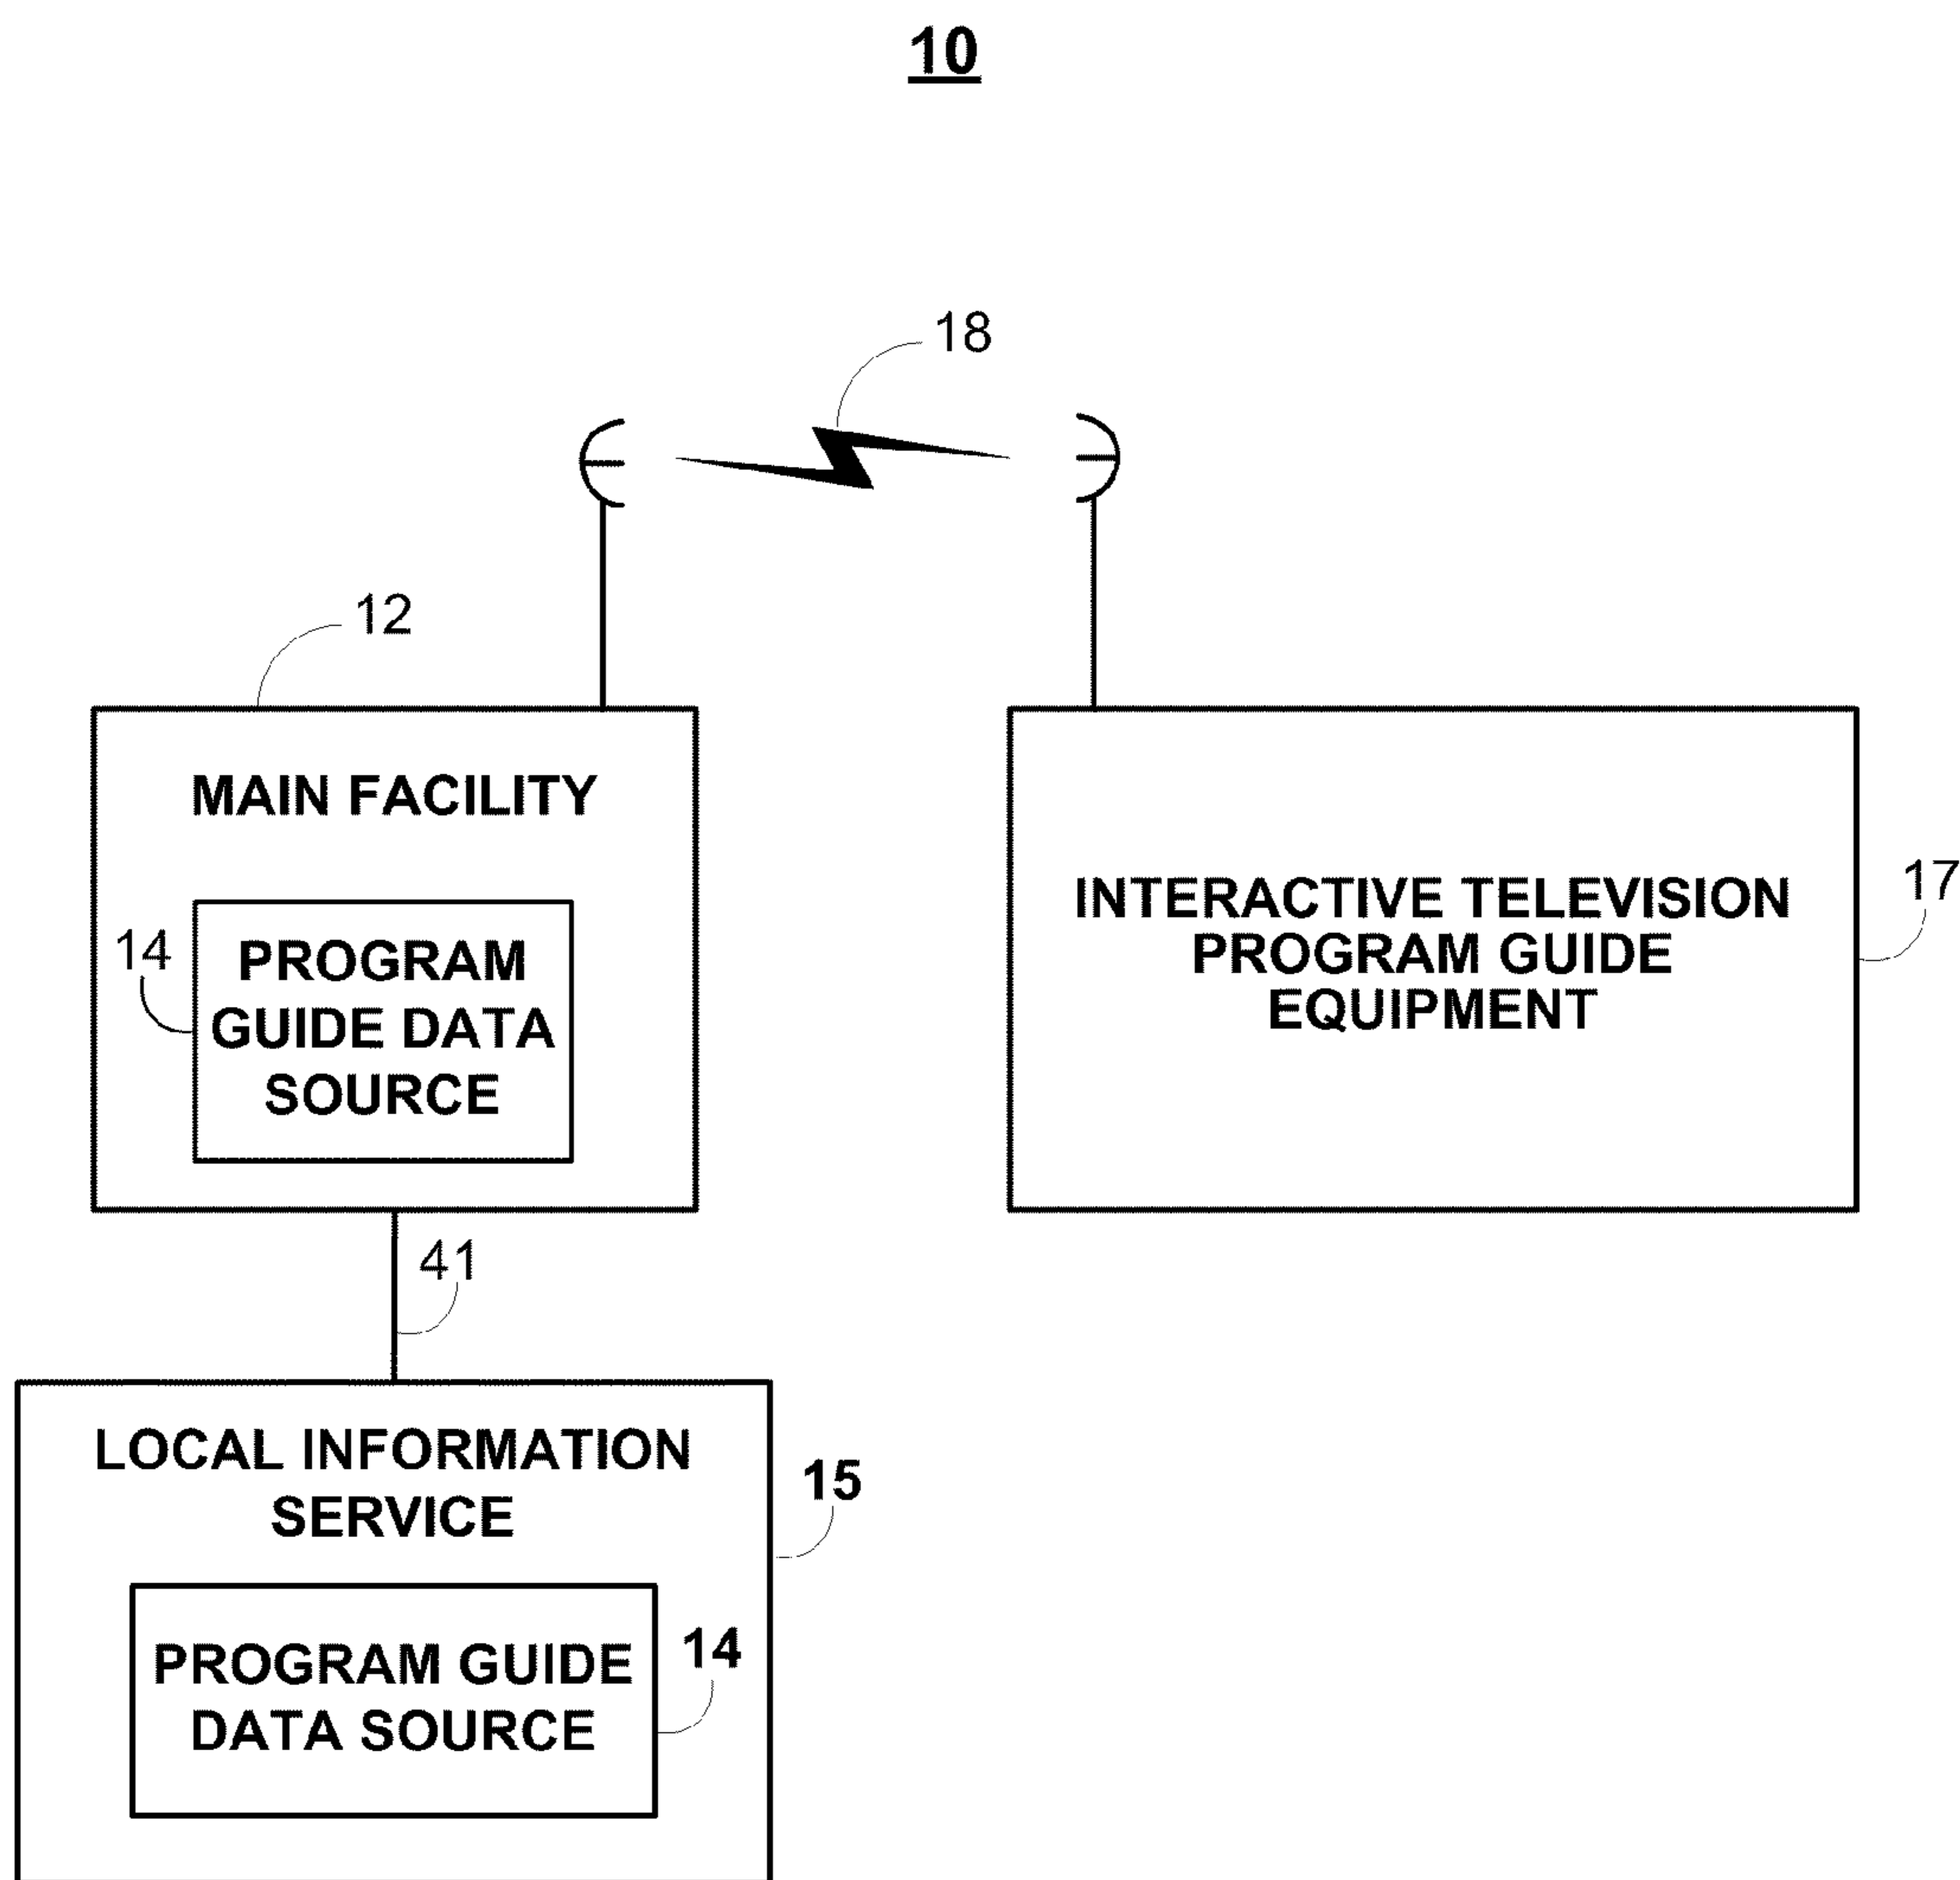 10
18
12
MAIN FACILITY
14
PROGRAM
GUIDE DATA
SOURCE
INTERACTIVE TELEVISION
PROGRAM GUIDE
EQUIPMENT
17
41
LOCAL INFORMATION
SERVICE
15
PROGRAM GUIDE
DATA SOURCE
14